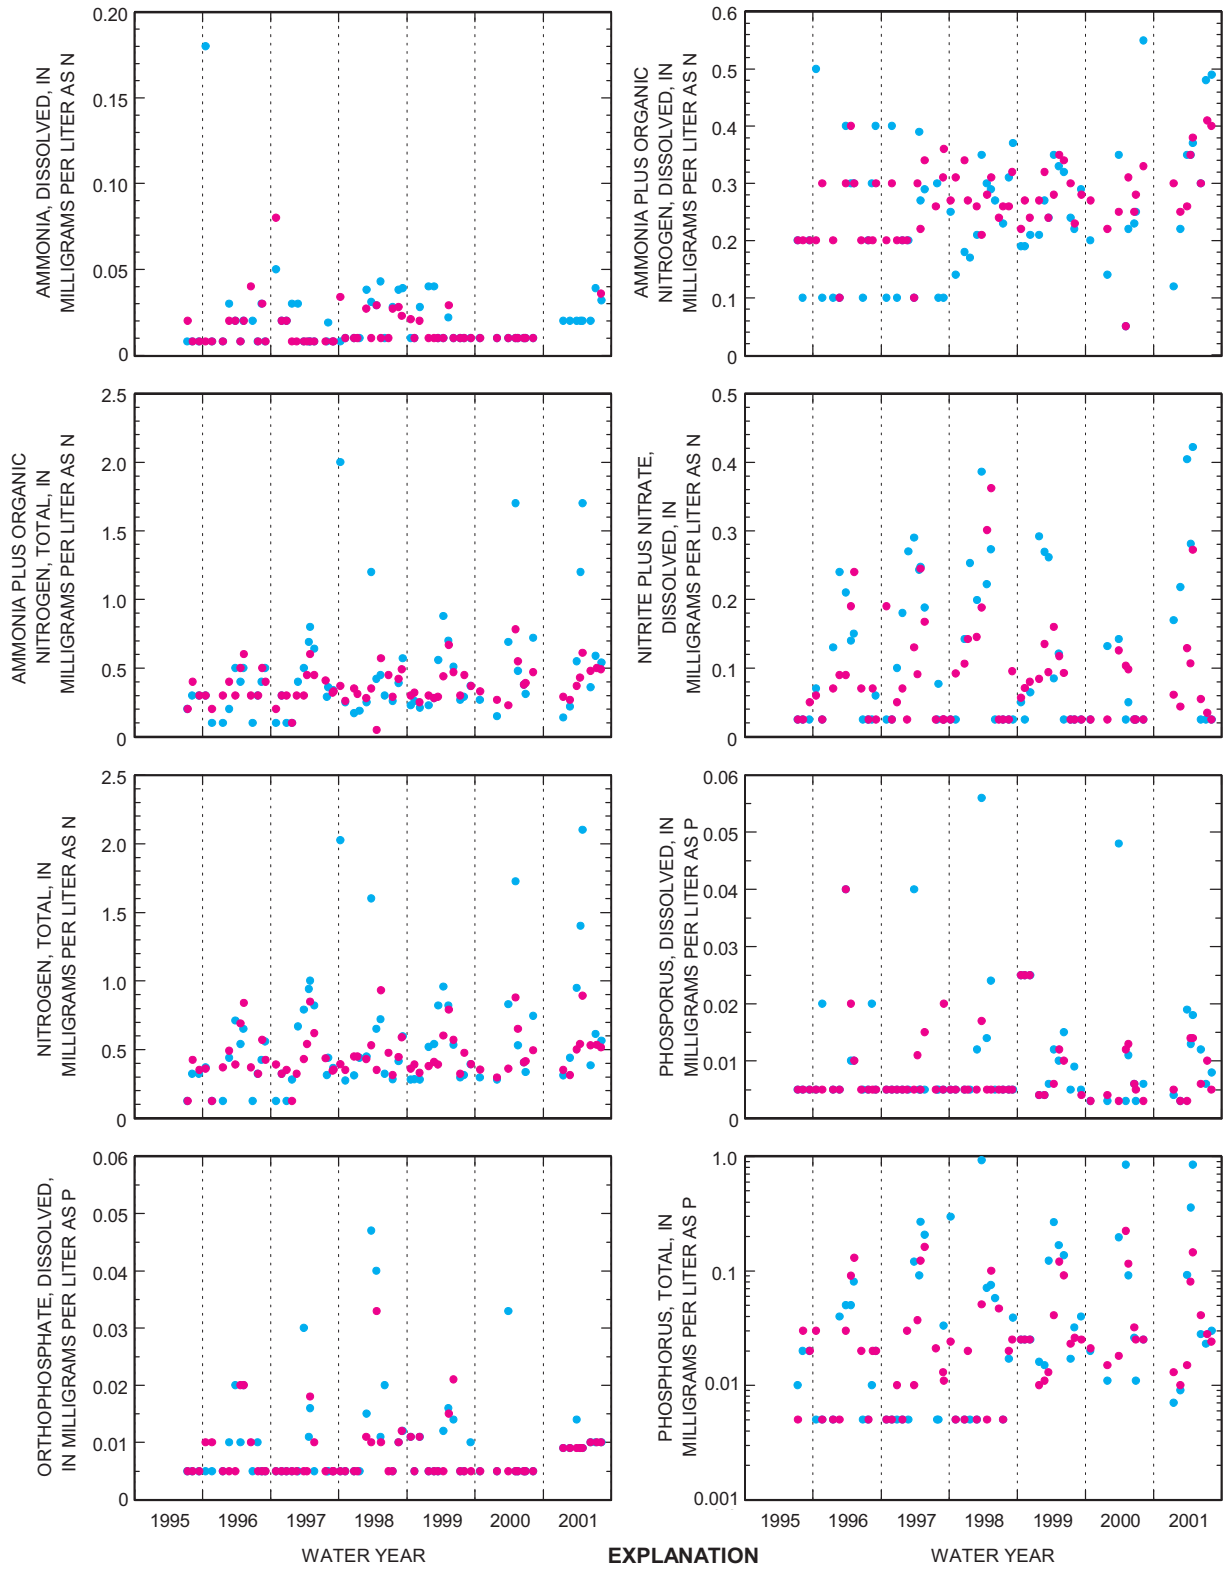 AMMONIA, DISSOLVED, IN
MILLIGRAMS PER LITER AS N
0.20
0.15
0.10
0.05
0
AMMONIA PLUS ORGANIC
NITROGEN, DISSOLVED, IN
MILLIGRAMS PER LITER AS N
0.6
0.5
0.4
0.3
0.2
0.1
0
AMMONIA PLUS ORGANIC
NITROGEN, TOTAL, IN
MILLIGRAMS PER LITER AS N
2.5
2.0
1.5
1.0
0.5
0
NITRITE PLUS NITRATE,
DISSOLVED, IN
MILLIGRAMS PER LITER AS N
0.5
0.4
0.3
0.2
0.1
0
NITROGEN, TOTAL, IN
MILLIGRAMS PER LITER AS N
2.5
2.0
1.5
1.0
0.5
0
PHOSPORUS, DISSOLVED, IN
MILLIGRAMS PER LITER AS P
0.06
0.05
0.04
0.03
0.02
0.01
0
ORTHOPHOSPHATE, DISSOLVED,
IN MILLIGRAMS PER LITER AS P
0.06
0.05
0.04
0.03
0.02
0.01
0
1995 1996 1997 1998 1999 2000 2001
WATER YEAR
PHOSPHORUS, TOTAL, IN
MILLIGRAMS PER LITER AS P
1.0
0.1
0.01
0.001
1995 1996 1997 1998 1999 2000 2001
WATER YEAR
EXPLANATION